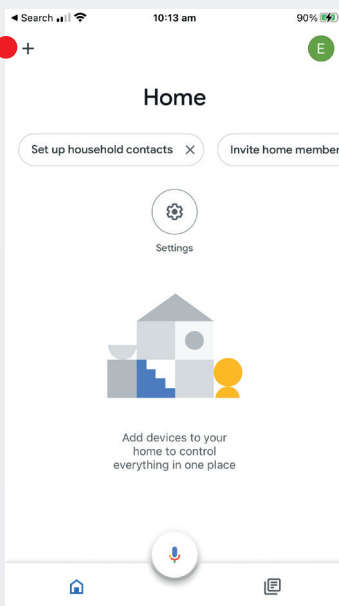 ◀ Search 10:13 am 90%
+ E
Home
Set up household contacts × Invite home member
Settings
Add devices to your
home to control
everything in one place